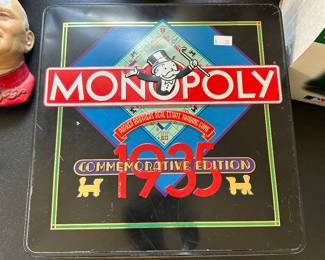 MONOPOLY
PARKER BROTHERS REAL ESTATE TRADING GAME
1935
COMMEMORATIVE EDITION